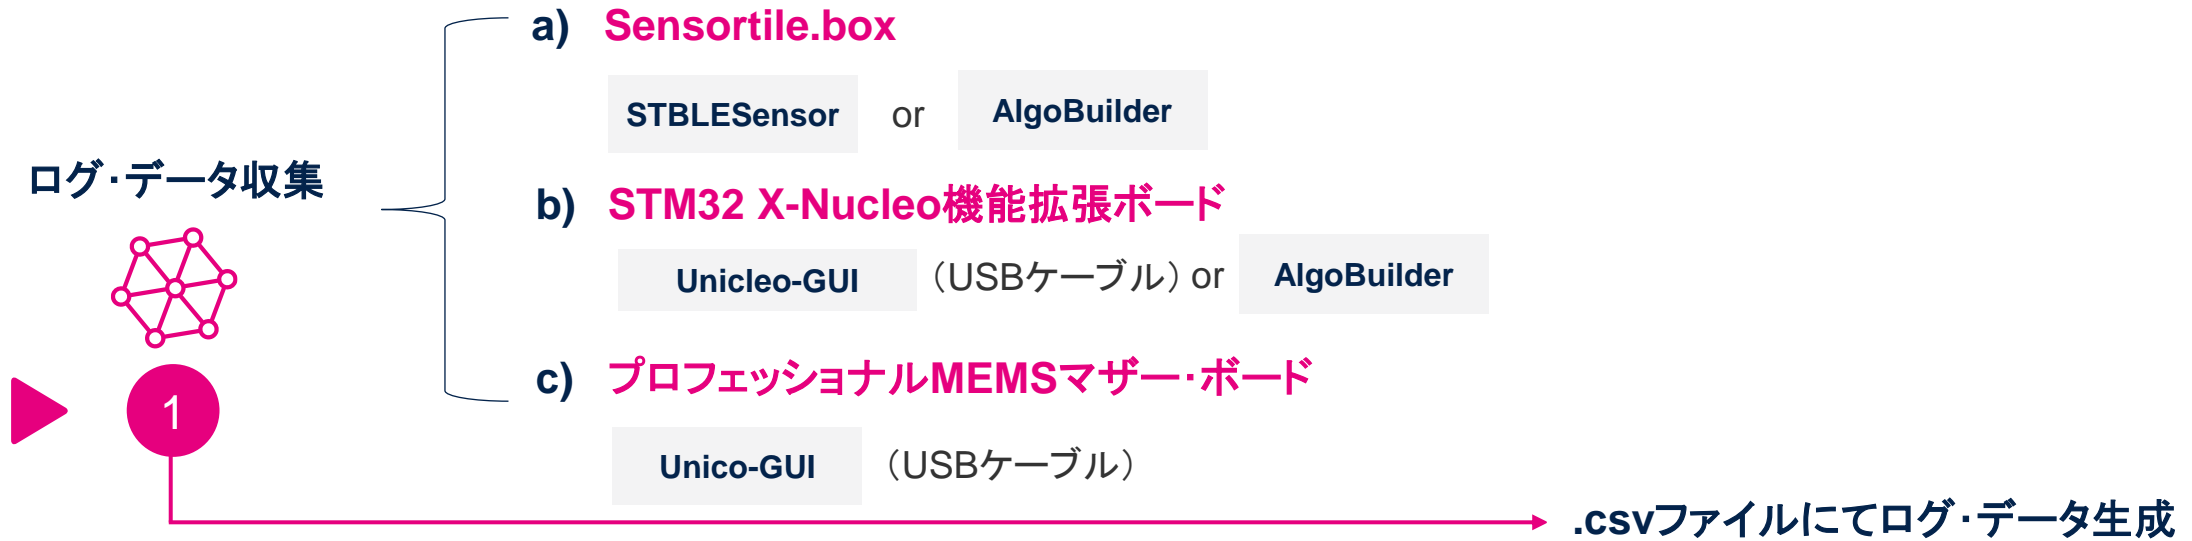 a) Sensortile.box
STBLESensor or AlgoBuilder
ログ・データ収集
b) STM32 X-Nucleo機能拡張ボード
Unicleo-GUI （USBケーブル）or AlgoBuilder
c) プロフェッショナルMEMSマザー・ボード
1
Unico-GUI （USBケーブル）
.csvファイルにてログ・データ生成